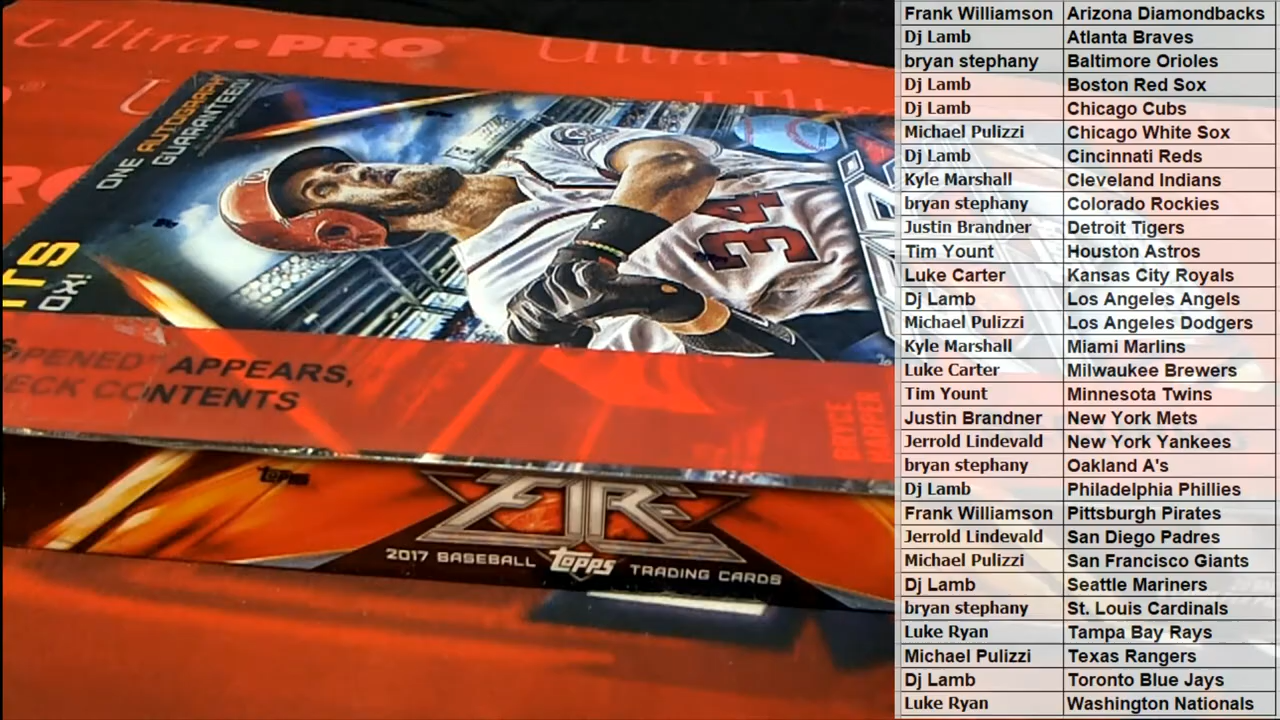 Ultra•PRO
ONE AUTOGRAPH
GUARANTEED!
34
OPENED" APPEARS,
CONTENTS
BRYCE
HARPER
topps
FIRE
2017 BASEBALL topps TRADING CARDS
Frank Williamson Arizona Diamondbacks
Dj Lamb Atlanta Braves
bryan stephany Baltimore Orioles
Dj Lamb Boston Red Sox
Dj Lamb Chicago Cubs
Michael Pulizzi Chicago White Sox
Dj Lamb Cincinnati Reds
Kyle Marshall Cleveland Indians
bryan stephany Colorado Rockies
Justin Brandner Detroit Tigers
Tim Yount Houston Astros
Luke Carter Kansas City Royals
Dj Lamb Los Angeles Angels
Michael Pulizzi Los Angeles Dodgers
Kyle Marshall Miami Marlins
Luke Carter Milwaukee Brewers
Tim Yount Minnesota Twins
Justin Brandner New York Mets
Jerrold Lindevald New York Yankees
bryan stephany Oakland A's
Dj Lamb Philadelphia Phillies
Frank Williamson Pittsburgh Pirates
Jerrold Lindevald San Diego Padres
Michael Pulizzi San Francisco Giants
Dj Lamb Seattle Mariners
bryan stephany St. Louis Cardinals
Luke Ryan Tampa Bay Rays
Michael Pulizzi Texas Rangers
Dj Lamb Toronto Blue Jays
Luke Ryan Washington Nationals